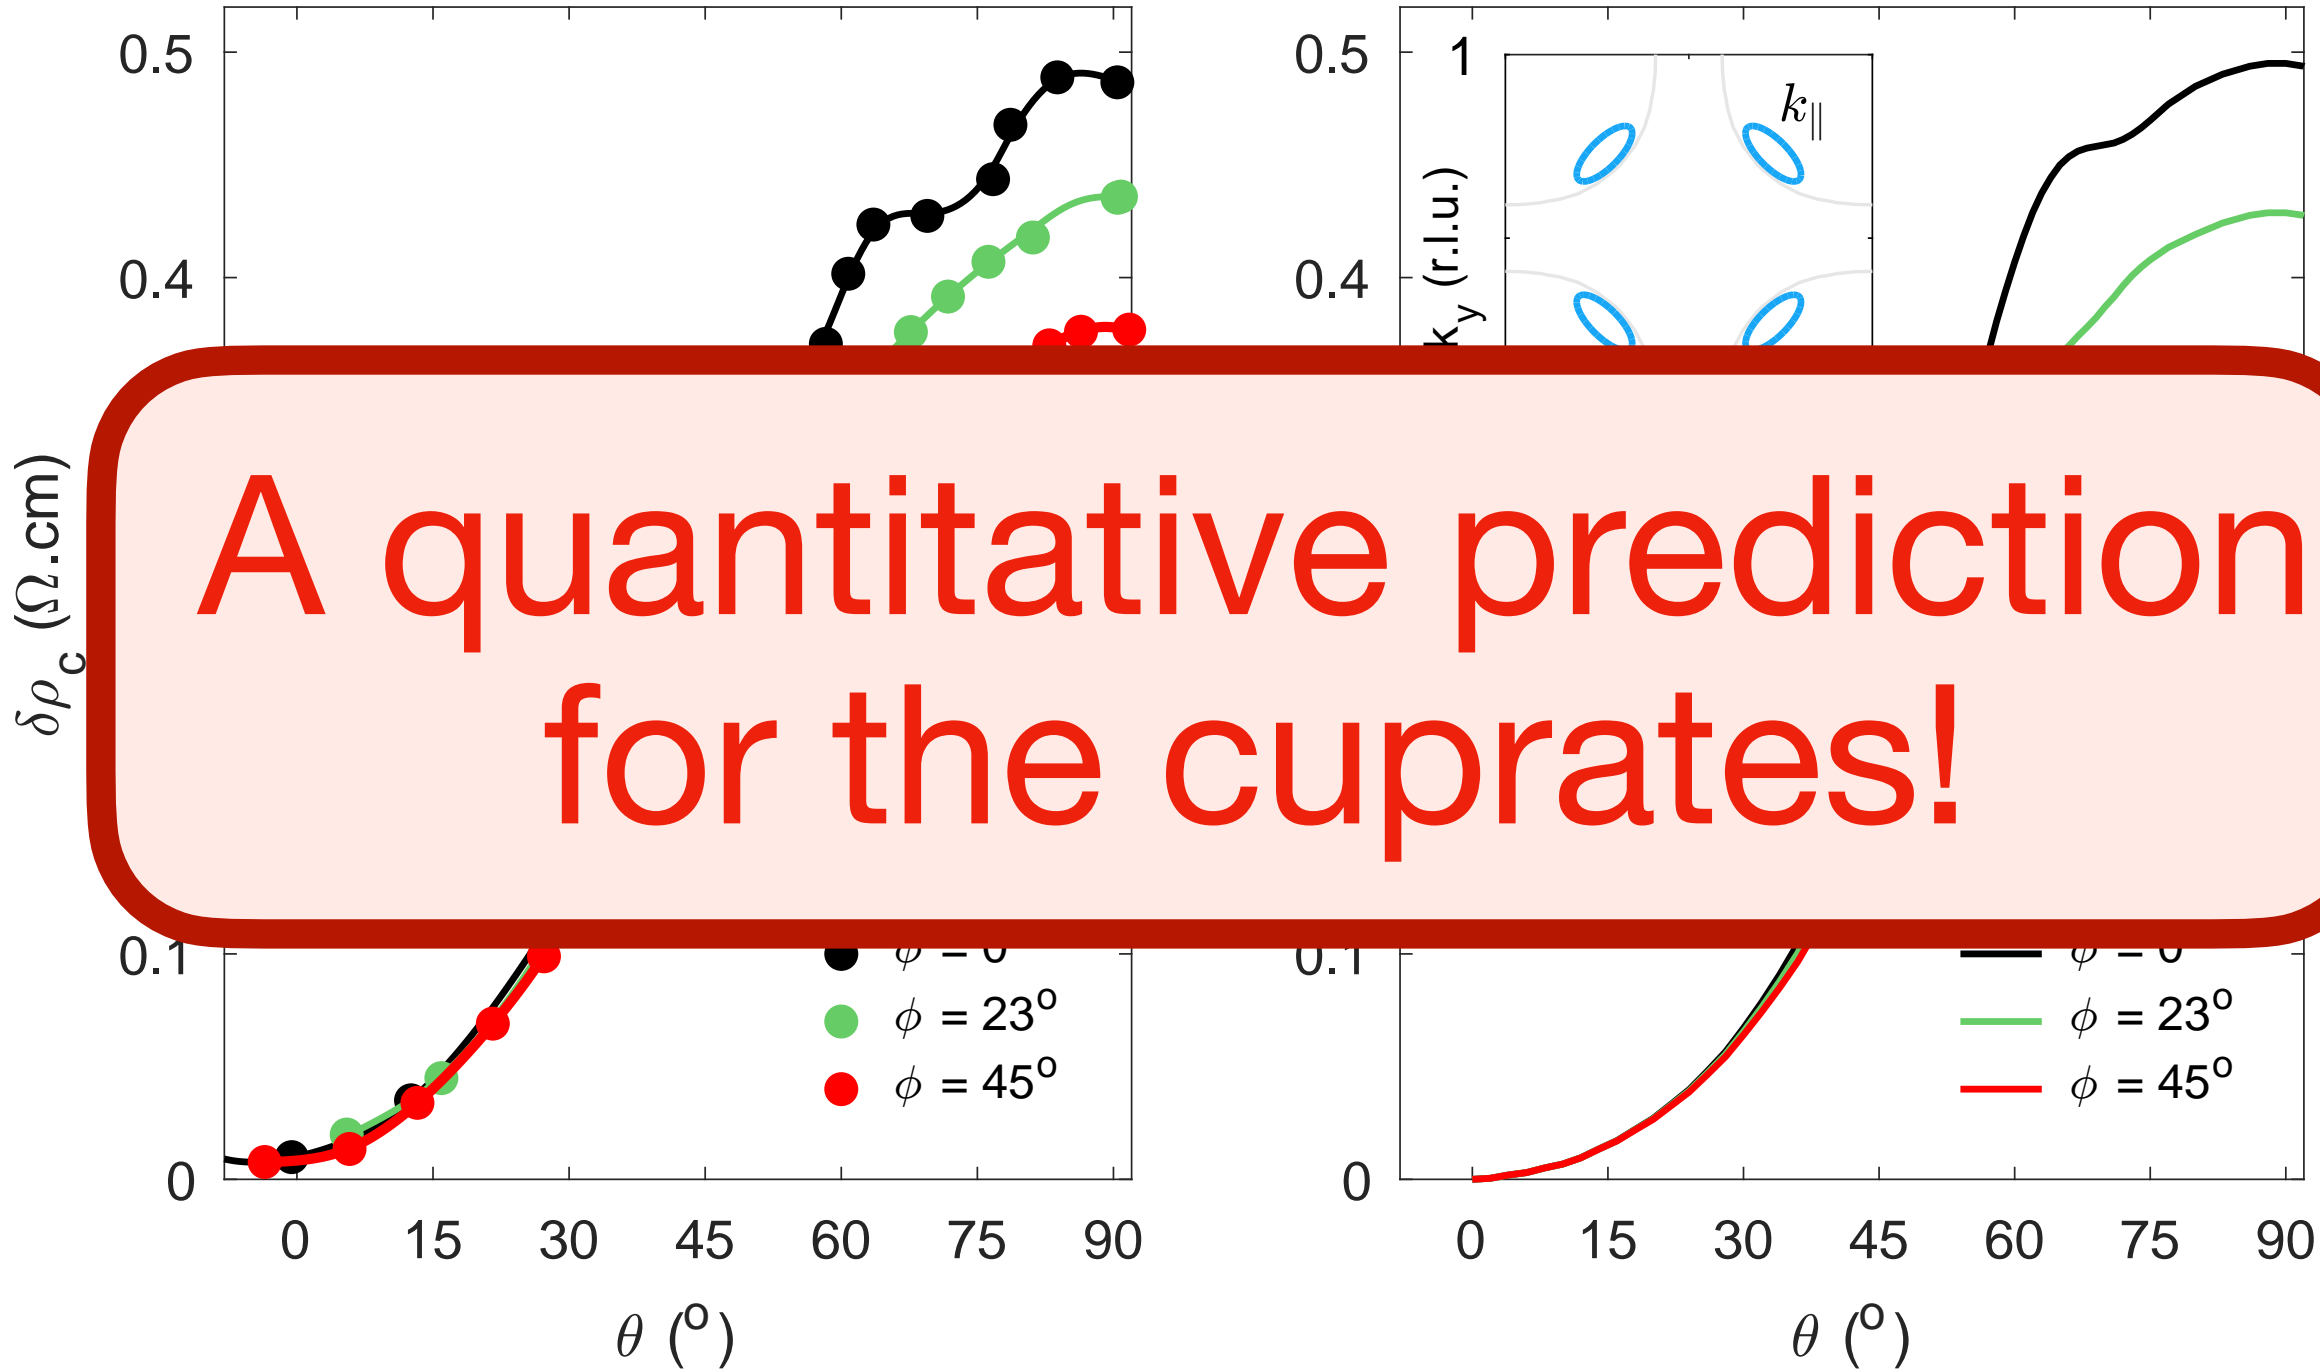 0.5
0.4
0.1
0
δρc (Ω.cm)
0 15 30 45 60 75 90
θ (o)
ϕ = 0
ϕ = 23o
ϕ = 45o
0.5
0.4
0.1
0
1
ky (r.l.u.)
k∥
0 15 30 45 60 75 90
θ (o)
ϕ = 0
ϕ = 23o
ϕ = 45o
A quantitative prediction
for the cuprates!